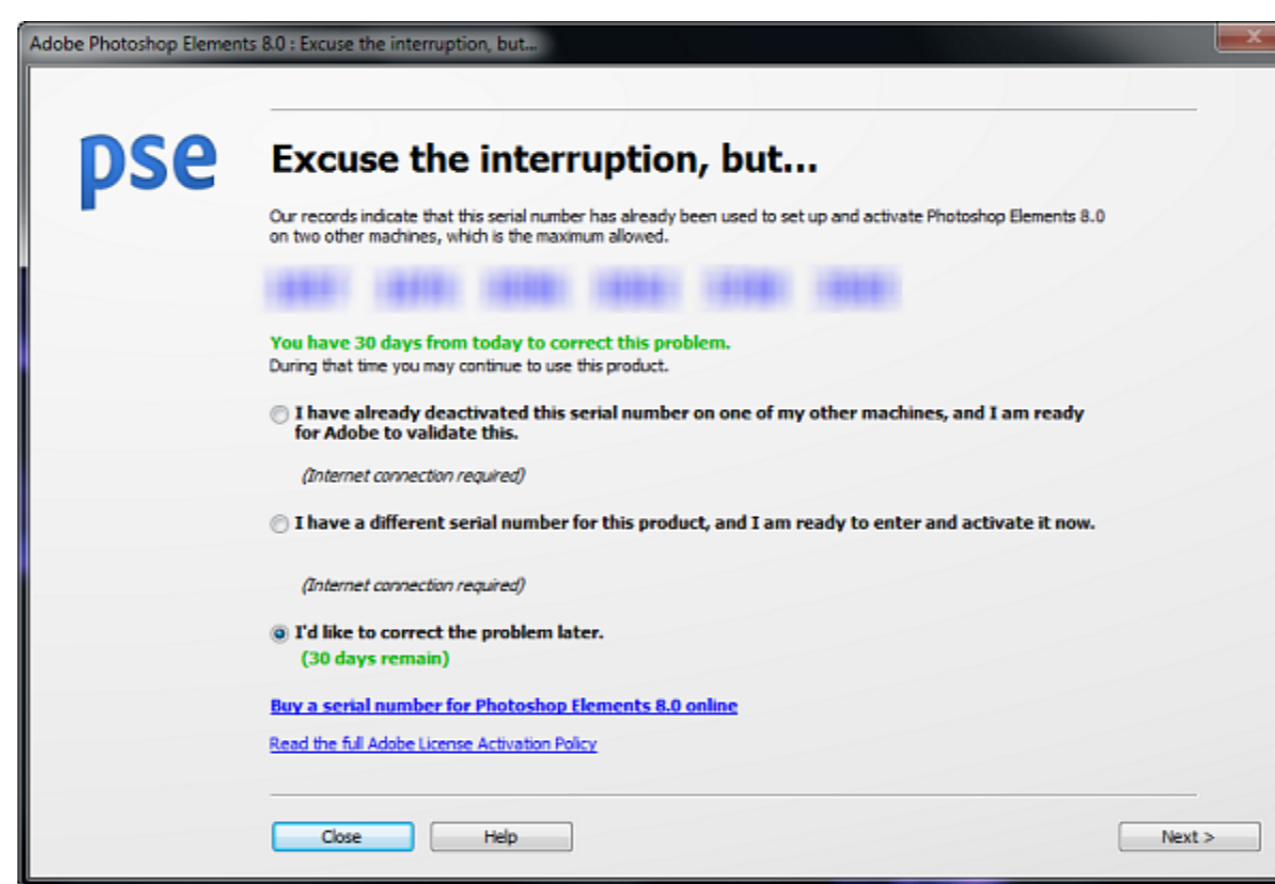 Adobe Photoshop Elements 8.0 : Excuse the interruption, but...
pse
Excuse the interruption, but...
Our records indicate that this serial number has already been used to set up and activate Photoshop Elements 8.0
on two other machines, which is the maximum allowed.
You have 30 days from today to correct this problem.
During that time you may continue to use this product.
I have already deactivated this serial number on one of my other machines, and I am ready
for Adobe to validate this.
(Internet connection required)
I have a different serial number for this product, and I am ready to enter and activate it now.
(Internet connection required)
I'd like to correct the problem later.
(30 days remain)
Buy a serial number for Photoshop Elements 8.0 online
Read the full Adobe License Activation Policy
Close Help Next >